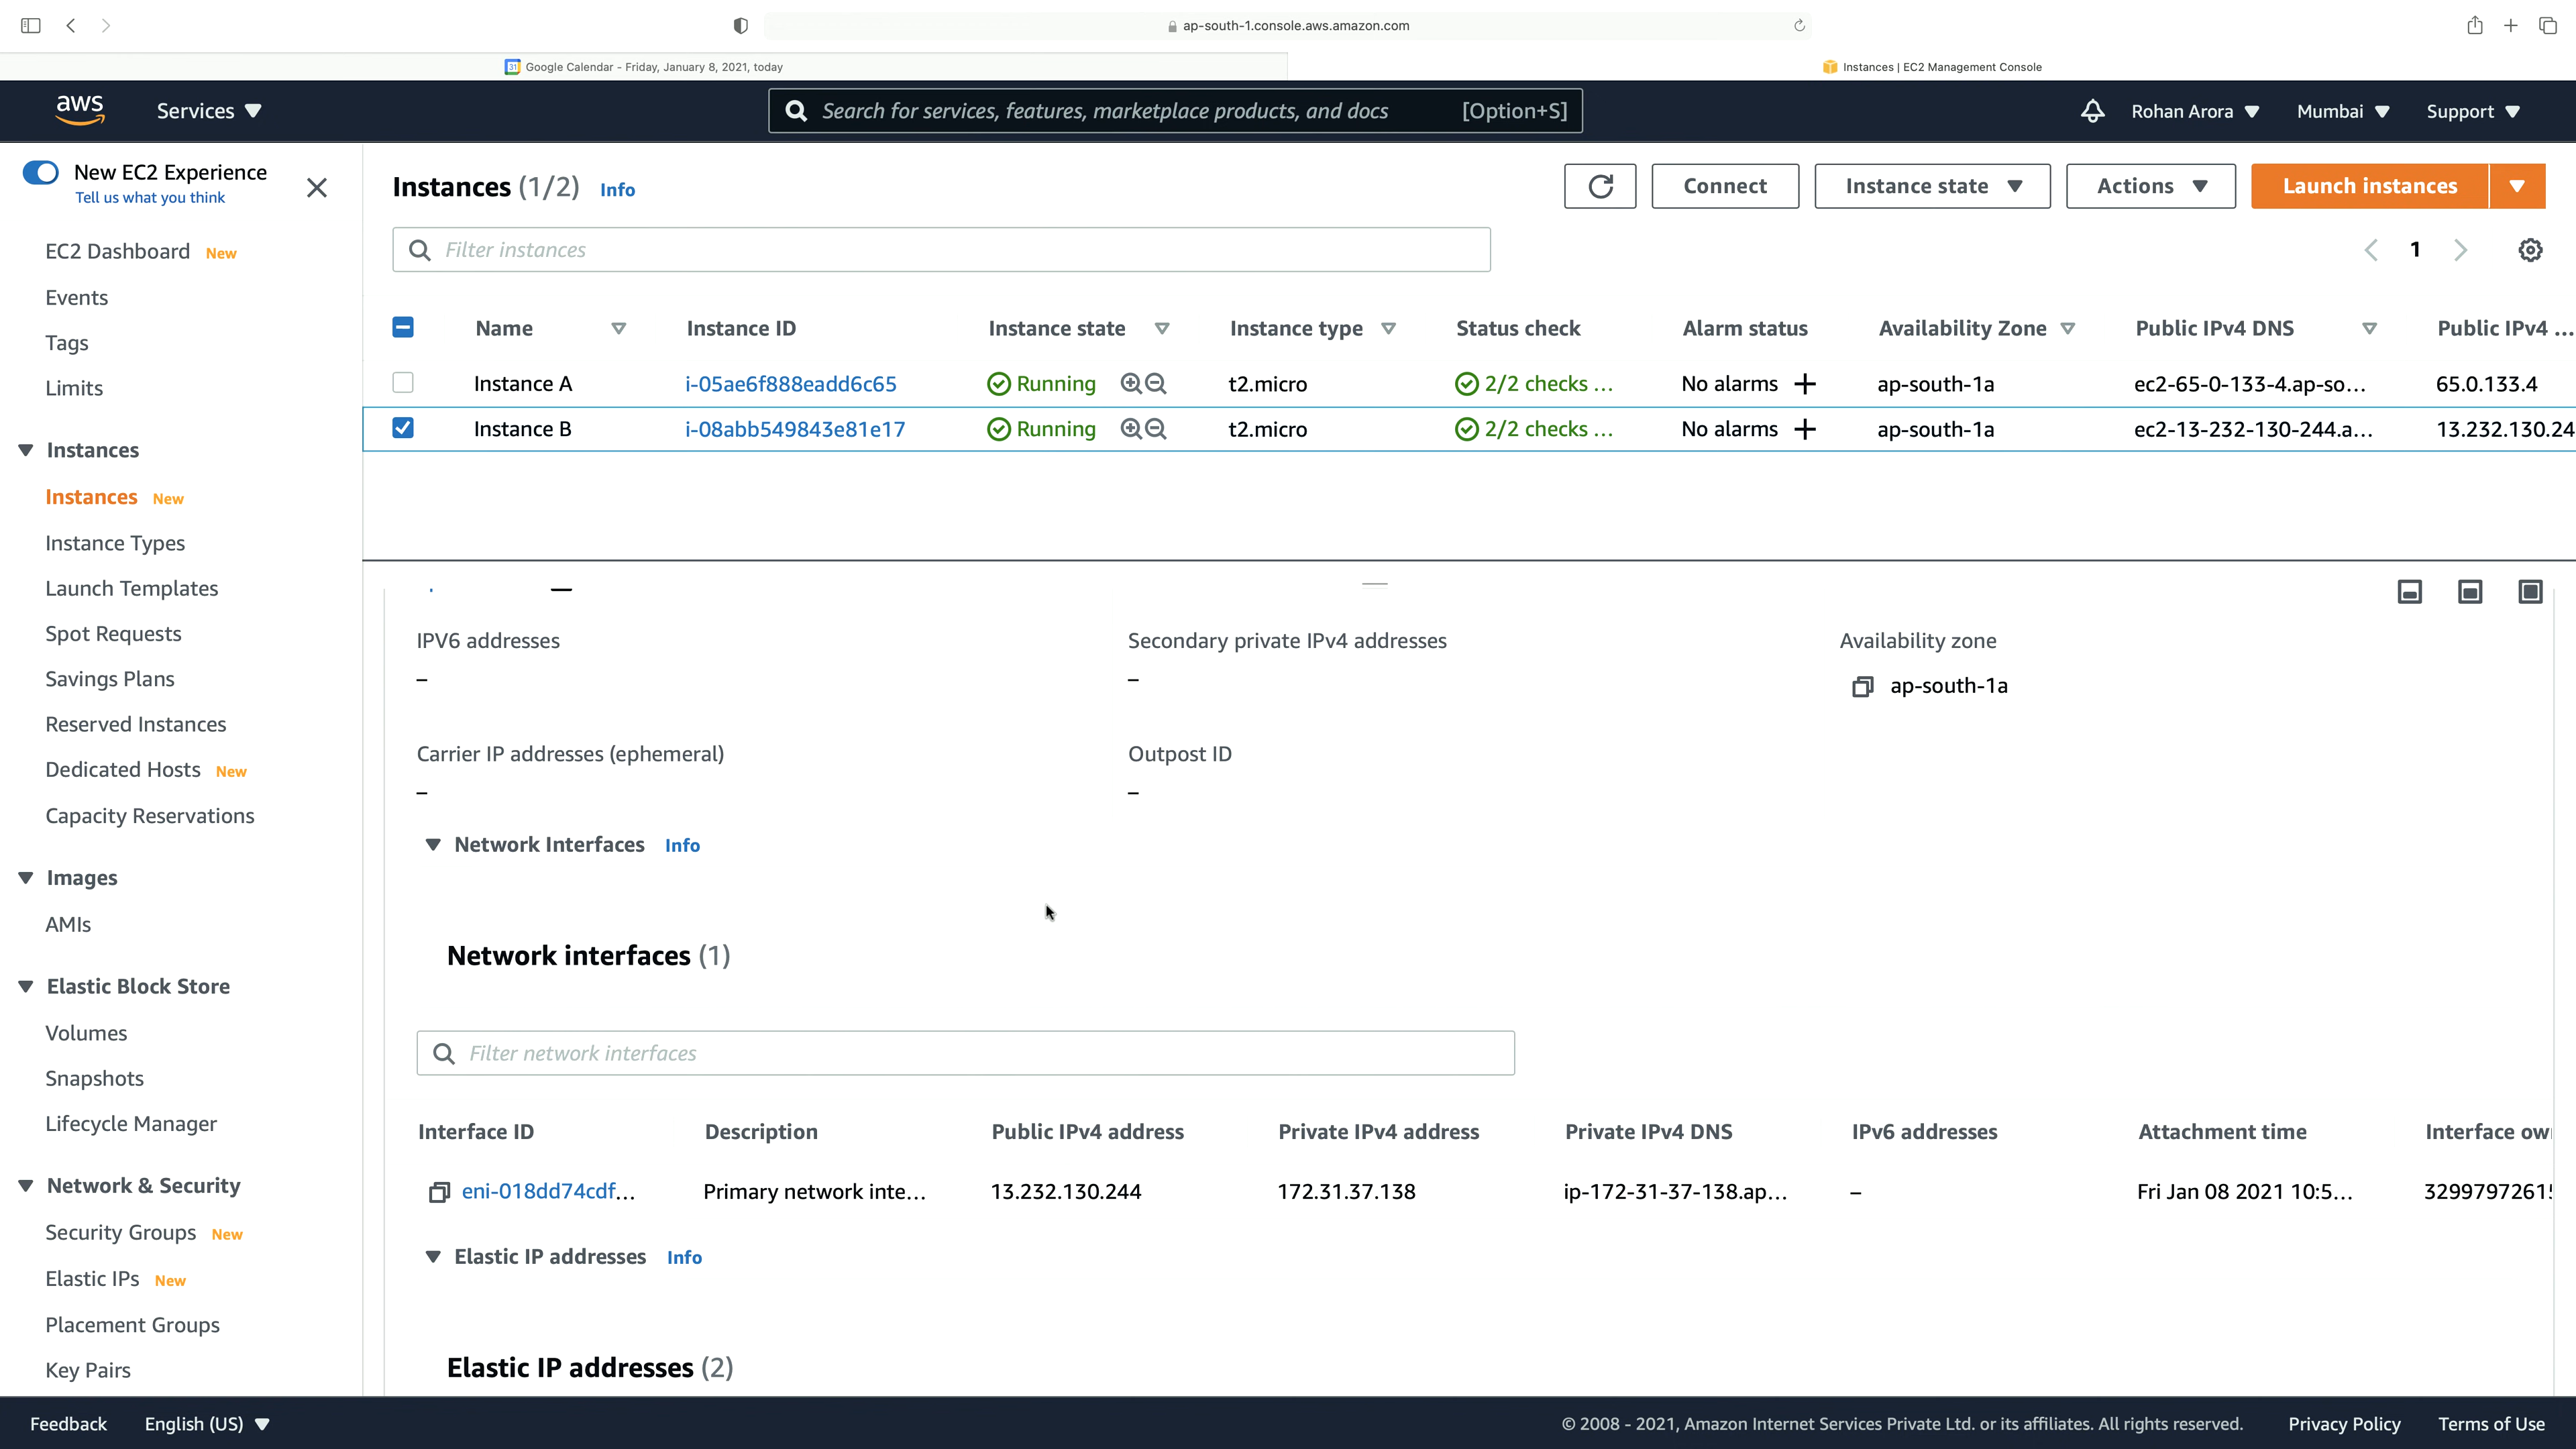 ap-south-1.console.aws.amazon.com
31 Google Calendar - Friday, January 8, 2021, today
Instances | EC2 Management Console
aws Services Search for services, features, marketplace products, and docs [Option+S] Rohan Arora Mumbai Support
New EC2 Experience
Tell us what you think
EC2 Dashboard New
Events
Tags
Limits
Instances
Instances New
Instance Types
Launch Templates
Spot Requests
Savings Plans
Reserved Instances
Dedicated Hosts New
Capacity Reservations
Images
AMIs
Elastic Block Store
Volumes
Snapshots
Lifecycle Manager
Network & Security
Security Groups New
Elastic IPs New
Placement Groups
Key Pairs
Instances (1/2) Info Connect Instance state Actions Launch instances
Filter instances 1
Name Instance ID Instance state Instance type Status check Alarm status Availability Zone Public IPv4 DNS Public IPv4 ...
Instance A i-05ae6f888eadd6c65 Running t2.micro 2/2 checks ... No alarms + ap-south-1a ec2-65-0-133-4.ap-so... 65.0.133.4
Instance B i-08abb549843e81e17 Running t2.micro 2/2 checks ... No alarms + ap-south-1a ec2-13-232-130-244.a... 13.232.130.24
IPV6 addresses Secondary private IPv4 addresses Availability zone
– – ap-south-1a
Carrier IP addresses (ephemeral) Outpost ID
– –
Network Interfaces Info
Network interfaces (1)
Filter network interfaces
Interface ID Description Public IPv4 address Private IPv4 address Private IPv4 DNS IPv6 addresses Attachment time Interface ow
eni-018dd74cdf... Primary network inte... 13.232.130.244 172.31.37.138 ip-172-31-37-138.ap... – Fri Jan 08 2021 10:5... 3299797261
Elastic IP addresses Info
Elastic IP addresses (2)
Feedback English (US) © 2008 - 2021, Amazon Internet Services Private Ltd. or its affiliates. All rights reserved. Privacy Policy Terms of Use